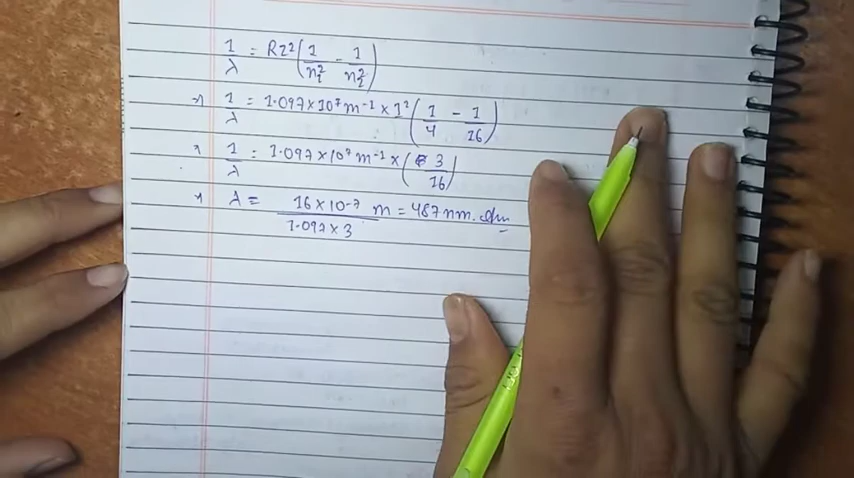 1/λ = RZ² (1/n₁² - 1/n₂²)
→ 1/λ = 1.097×10⁷ m⁻¹ × 1² (1/4 - 1/16)
→ 1/λ = 1.097×10⁷ m⁻¹ × (3/16)
→ λ = 16×10⁻⁷/1.097×3 m = 487 nm.